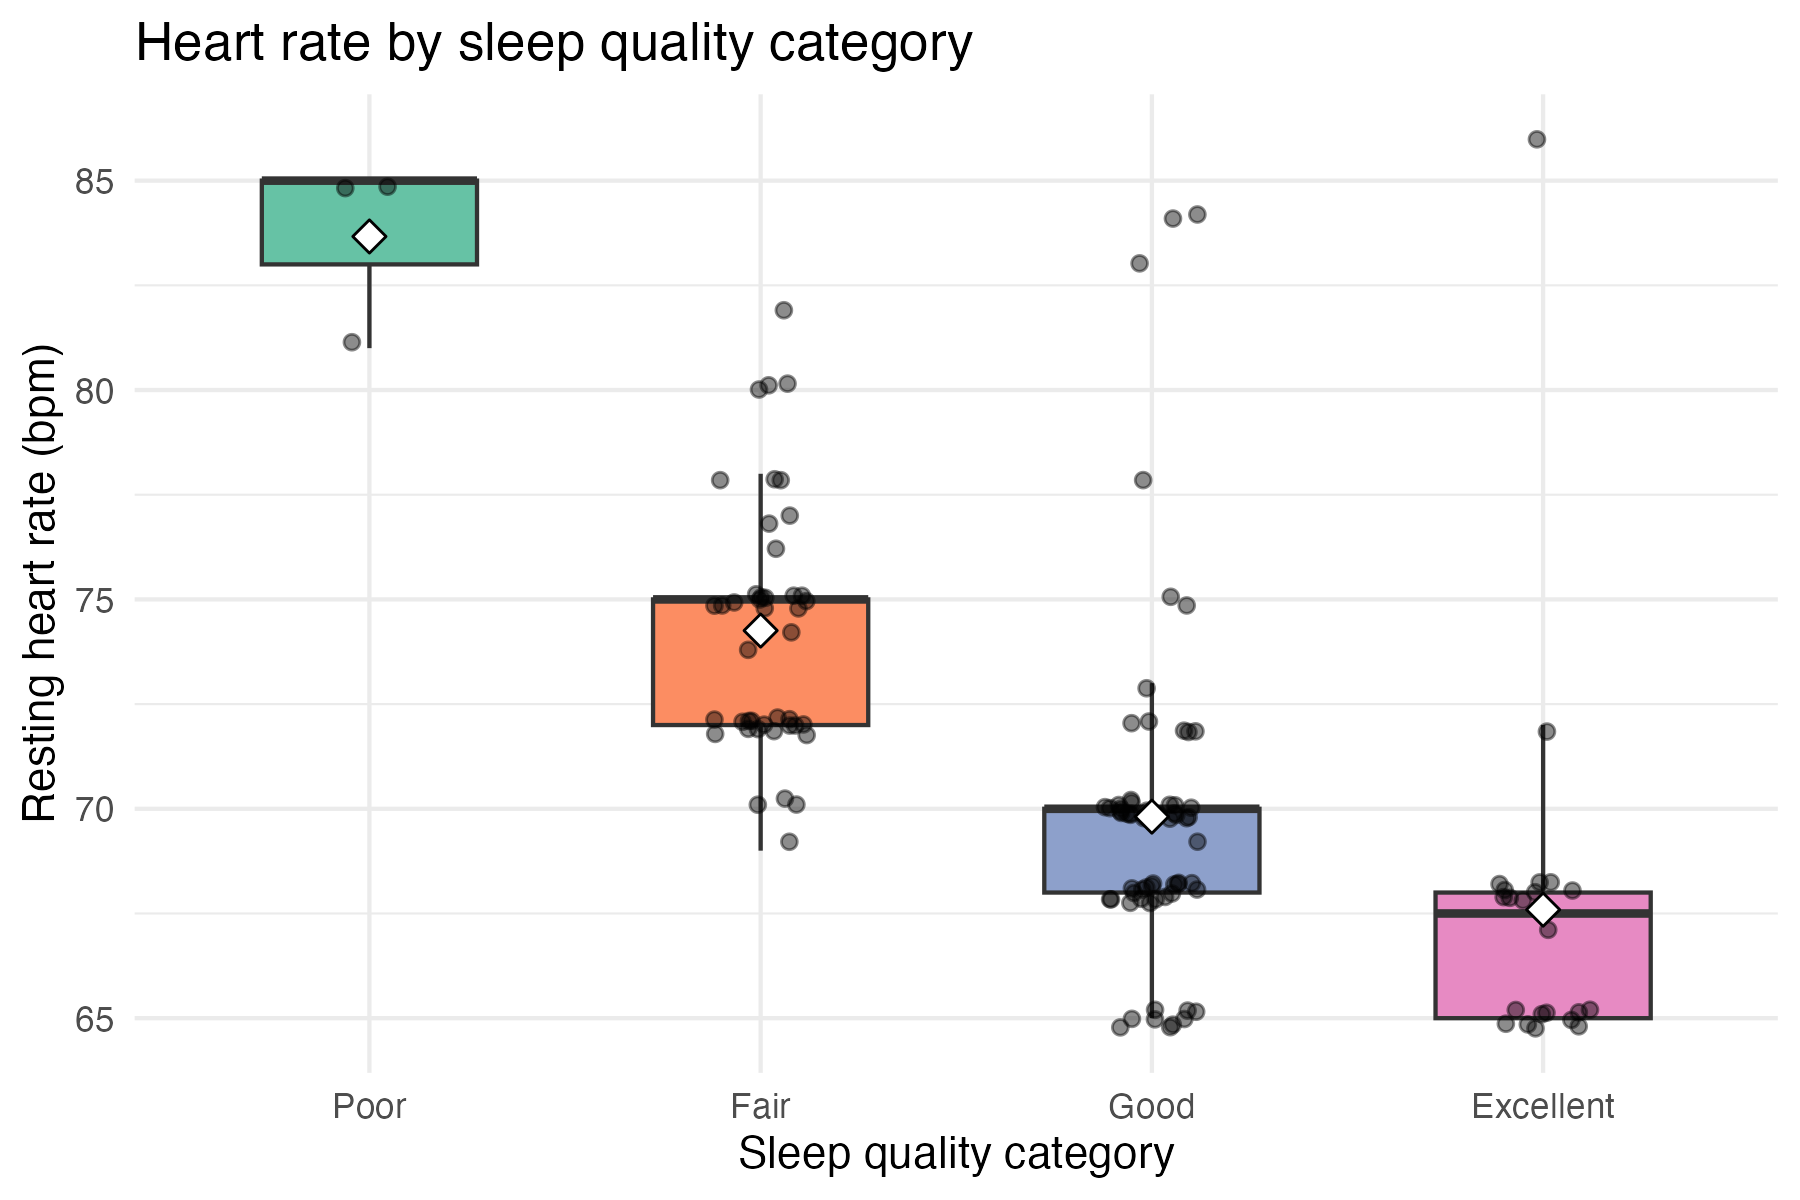 Heart rate by sleep quality category
Resting heart rate (bpm)
85
80
75
70
65
Poor
Fair
Good
Excellent
Sleep quality category